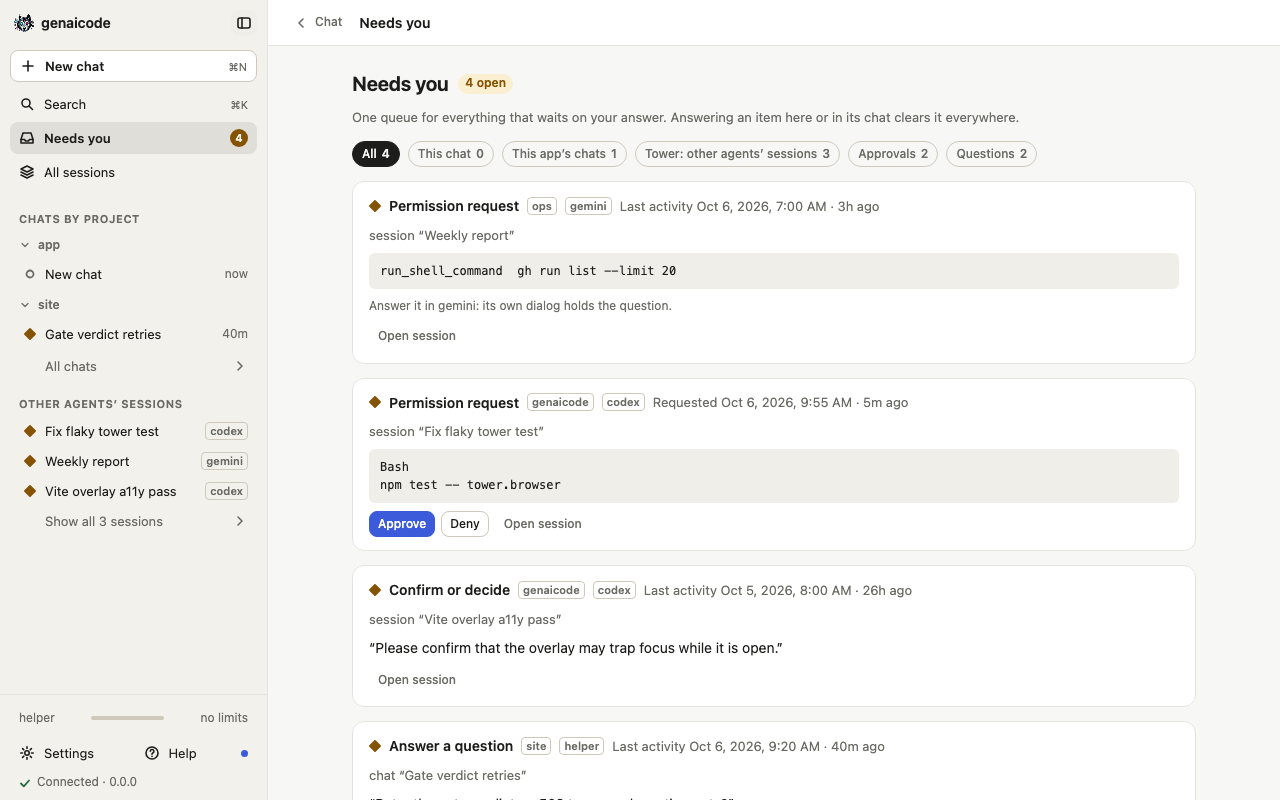 genaicode
New chat ⌘N
Search ⌘K
Needs you 4
All sessions
CHATS BY PROJECT
app
New chat now
site
Gate verdict retries 40m
All chats
OTHER AGENTS’ SESSIONS
Fix flaky tower test codex
Weekly report gemini
Vite overlay a11y pass codex
Show all 3 sessions
helper no limits
Settings Help
Connected · 0.0.0
Chat Needs you
Needs you 4 open
One queue for everything that waits on your answer. Answering an item here or in its chat clears it everywhere.
All 4 This chat 0 This app’s chats 1 Tower: other agents’ sessions 3 Approvals 2 Questions 2
Permission request ops gemini Last activity Oct 6, 2026, 7:00 AM · 3h ago
session “Weekly report”
run_shell_command gh run list --limit 20
Answer it in gemini: its own dialog holds the question.
Open session
Permission request genaicode codex Requested Oct 6, 2026, 9:55 AM · 5m ago
session “Fix flaky tower test”
Bash
npm test -- tower.browser
Approve Deny Open session
Confirm or decide genaicode codex Last activity Oct 5, 2026, 8:00 AM · 26h ago
session “Vite overlay a11y pass”
“Please confirm that the overlay may trap focus while it is open.”
Open session
Answer a question site helper Last activity Oct 6, 2026, 9:20 AM · 40m ago
chat “Gate verdict retries”